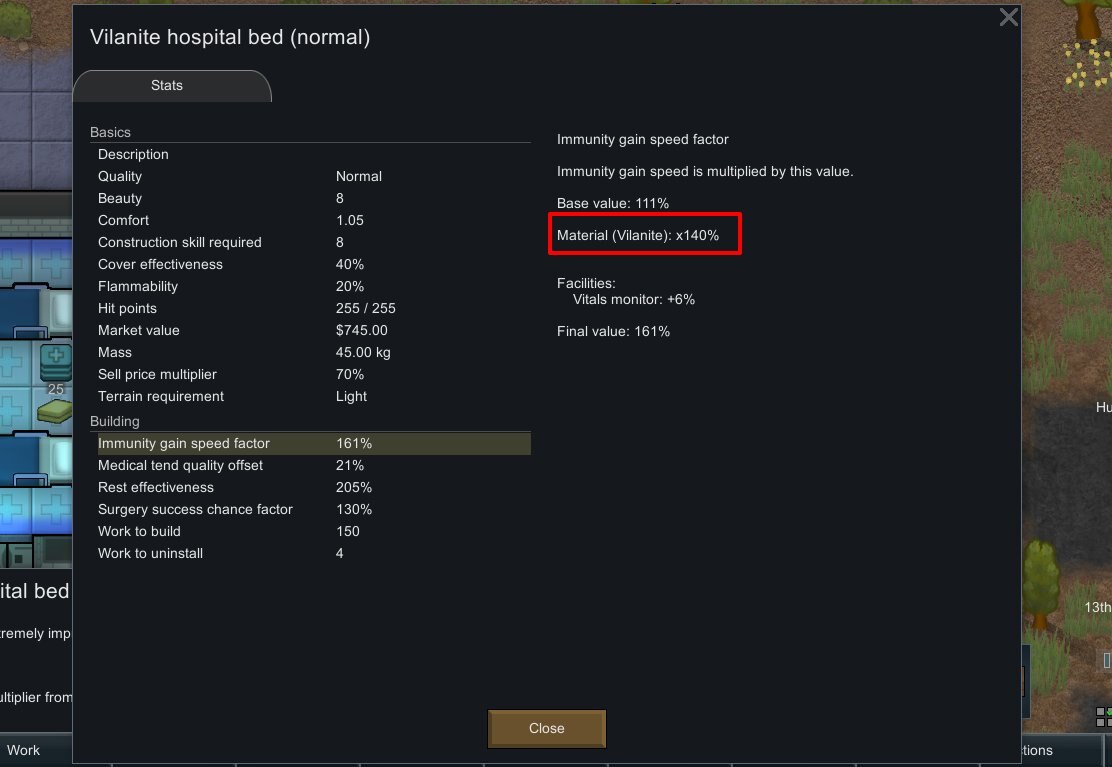 Vilanite hospital bed (normal)
Stats
Basics
Description
Quality Normal
Beauty 8
Comfort 1.05
Construction skill required 8
Cover effectiveness 40%
Flammability 20%
Hit points 255 / 255
Market value $745.00
Mass 45.00 kg
Sell price multiplier 70%
Terrain requirement Light
Building
Immunity gain speed factor 161%
Medical tend quality offset 21%
Rest effectiveness 205%
Surgery success chance factor 130%
Work to build 150
Work to uninstall 4
Immunity gain speed factor
Immunity gain speed is multiplied by this value.
Base value: 111%
Material (Vilanite): x140%
Facilities:
Vitals monitor: +6%
Final value: 161%
Close
25
ital bed
tremely imp
ultiplier from
Work
Hu
13th
ctions